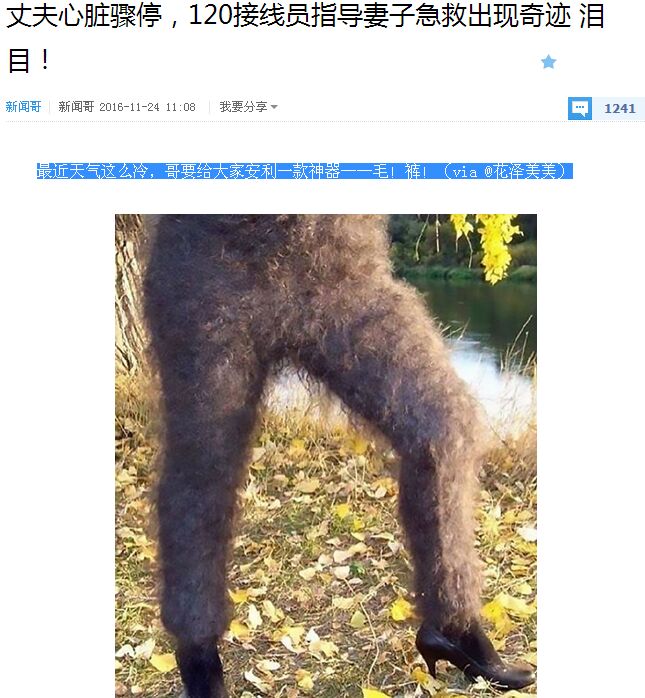 丈夫心脏骤停，120接线员指导妻子急救出现奇迹 泪
目！
新闻哥 新闻哥 2016-11-24 11:08 我要分享 1241
最近天气这么冷，哥要给大家安利一款神器——毛！裤！（via @花泽美美）